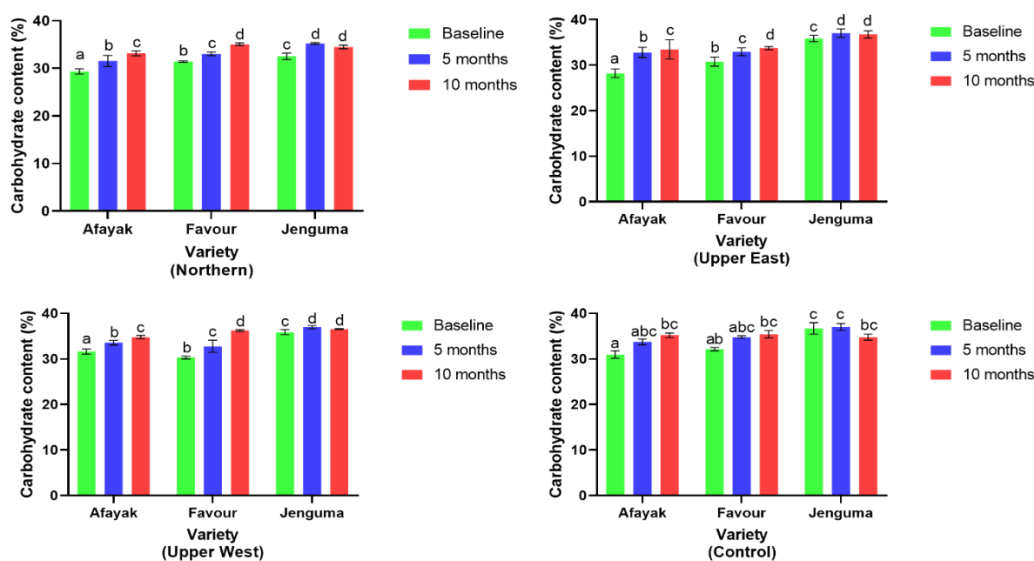 Carbohydrate content (%)
40
30
20
10
0
a b c b c d c d d
Afayak Favour Jenguma
Variety
(Northern)
Baseline
5 months
10 months
Carbohydrate content (%)
40
30
20
10
0
a b c b c d c d d
Afayak Favour Jenguma
Variety
(Upper East)
Baseline
5 months
10 months
Carbohydrate content (%)
40
30
20
10
0
a b c b c d c d d
Afayak Favour Jenguma
Variety
(Upper West)
Baseline
5 months
10 months
Carbohydrate content (%)
40
30
20
10
0
a abc bc ab abc bc c c bc
Afayak Favour Jenguma
Variety
(Control)
Baseline
5 months
10 months